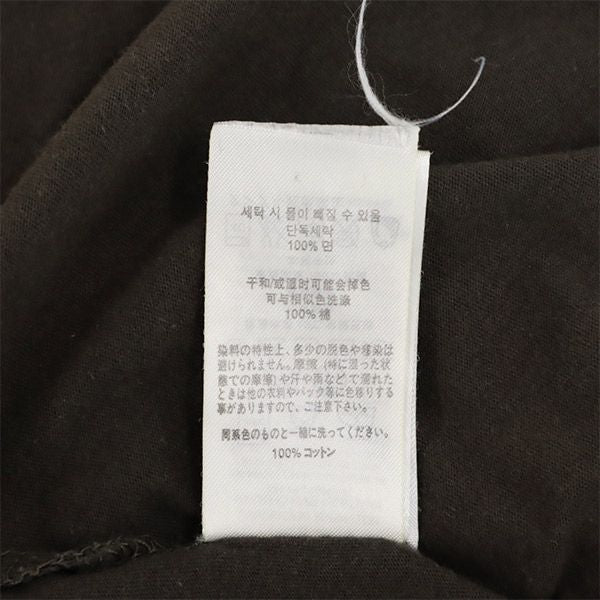 세탁 시 물이 빠질 수 있음
단독세탁
100% 면
干和/或湿时可能会掉色
可与相似色洗涤
100% 棉
染料の特性上、多少の脱色や移染は
避けられません。摩擦 (特に湿った状
態での摩擦) や汗や雨などで濡れた
ときは他の衣料やバック等に色移りする
事がありますので、ご注意下さい。
同系色のものと一緒に洗ってください。
100% コットン